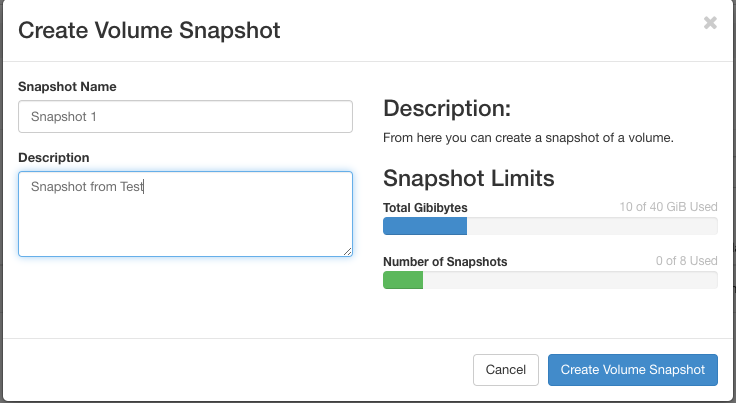 Create Volume Snapshot
×
Snapshot Name
Snapshot 1
Description
Snapshot from Test
Description:
From here you can create a snapshot of a volume.
Snapshot Limits
Total Gibibytes 10 of 40 GiB Used
Number of Snapshots 0 of 8 Used
Cancel Create Volume Snapshot